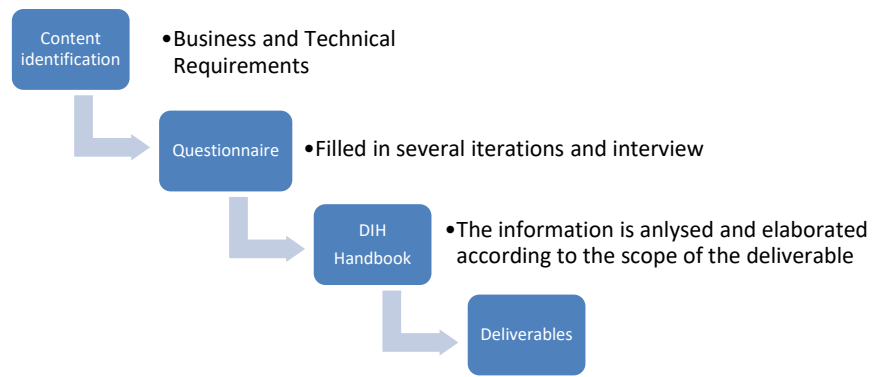 Content
identification
•Business and Technical
Requirements
Questionnaire
•Filled in several iterations and interview
DIH
Handbook
•The information is anlysed and elaborated
according to the scope of the deliverable
Deliverables